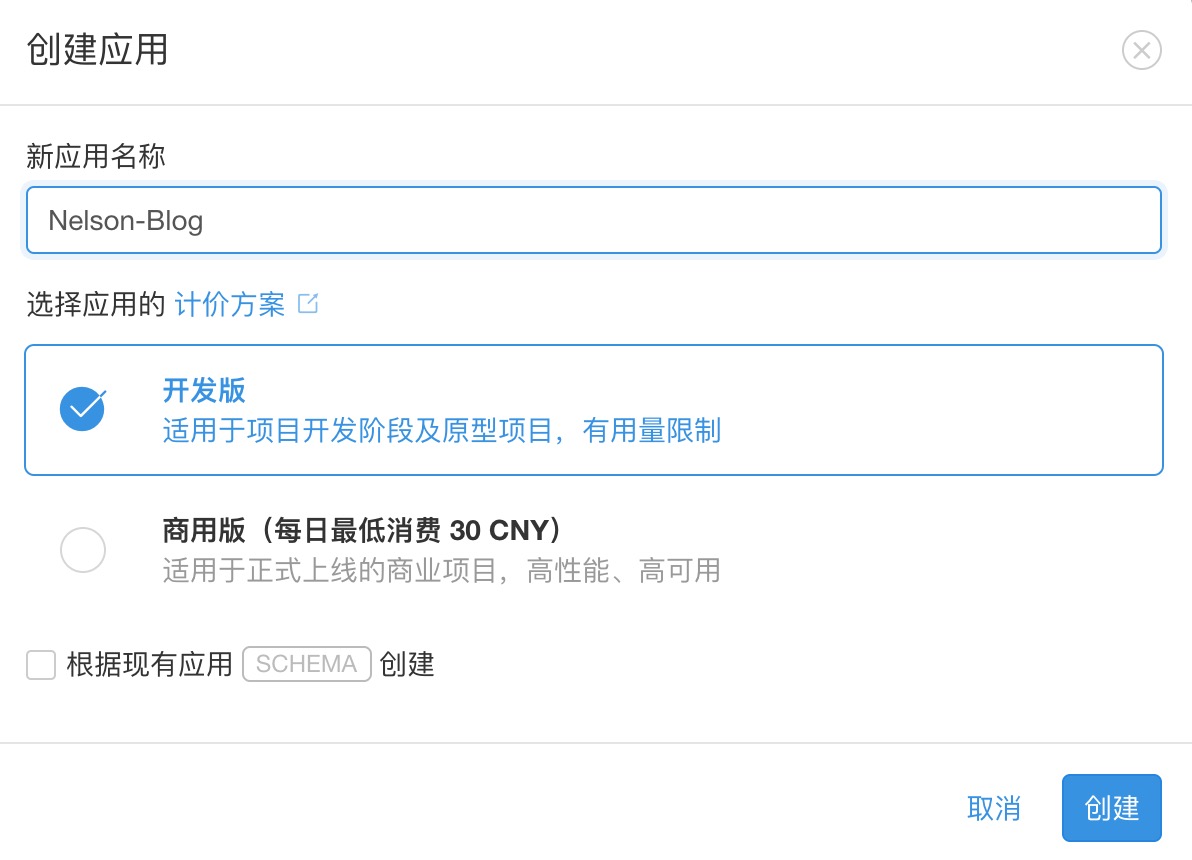 创建应用
新应用名称
Nelson-Blog
选择应用的 计价方案
开发版
适用于项目开发阶段及原型项目，有用量限制
商用版（每日最低消费 30 CNY）
适用于正式上线的商业项目，高性能、高可用
根据现有应用 SCHEMA 创建
取消 创建